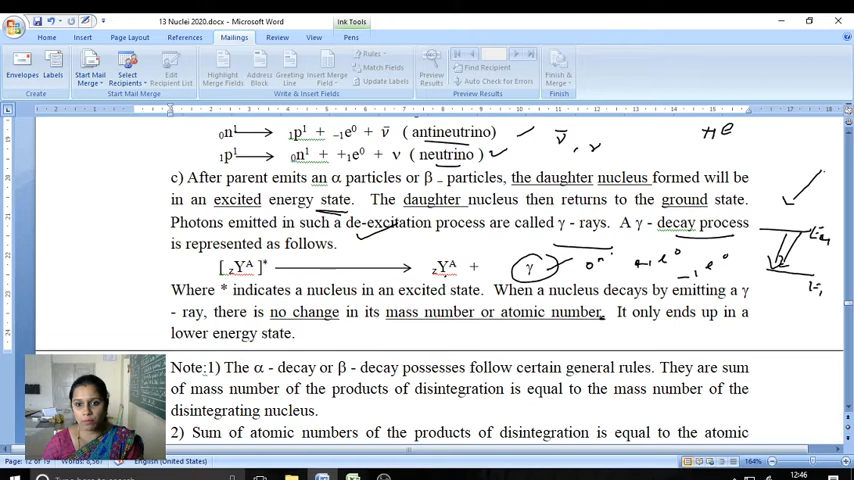 13 Nuclei 2020.docx - Microsoft Word
Ink Tools
Home Insert Page Layout References Mailings Review View Pens
Envelopes Labels Start Mail Merge Select Recipients Edit Recipient List Highlight Merge Fields Address Block Greeting Line Insert Merge Field Rules Match Fields Update Labels Preview Results Find Recipient Auto Check for Errors Finish & Merge
Create Start Mail Merge Write & Insert Fields Preview Results Finish
₀n¹ ⟶ ₁p¹ + ₋₁e⁰ + ν̄ ( antineutrino) ν̄ , ν
₁p¹ ⟶ ₀n¹ + ₊₁e⁰ + ν ( neutrino )
c) After parent emits an α particles or β – particles, the daughter nucleus formed will be
in an excited energy state. The daughter nucleus then returns to the ground state.
Photons emitted in such a de-excitation process are called γ - rays. A γ - decay process
is represented as follows.
[ zYᴬ ]* ⟶ zYᴬ + γ ₀n¹ ₊₁e⁰ ₋₁e⁰
Where * indicates a nucleus in an excited state. When a nucleus decays by emitting a γ
- ray, there is no change in its mass number or atomic number. It only ends up in a
lower energy state.
Note:1) The α - decay or β - decay possesses follow certain general rules. They are sum
of mass number of the products of disintegration is equal to the mass number of the
disintegrating nucleus.
2) Sum of atomic numbers of the products of disintegration is equal to the atomic
Page: 12 of 19 Words: 8,567 English (United States) 164%
12:46